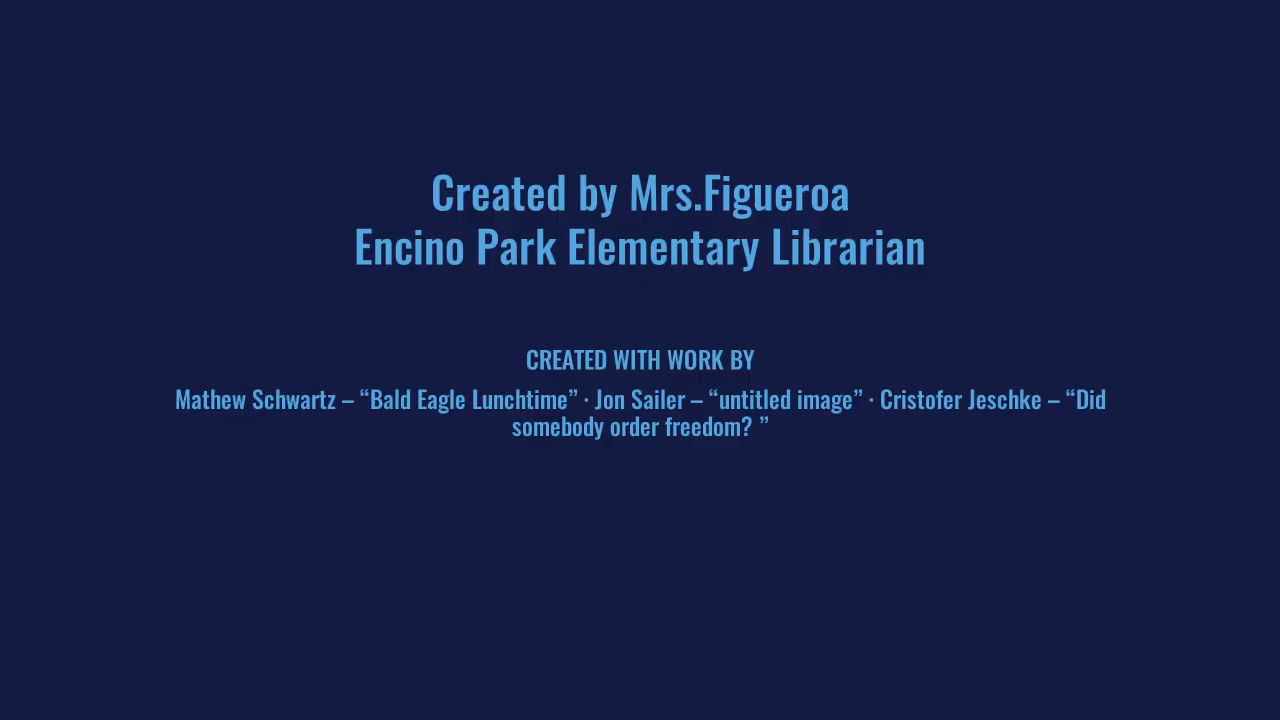 Created by Mrs.Figueroa
Encino Park Elementary Librarian
CREATED WITH WORK BY
Mathew Schwartz – “Bald Eagle Lunchtime” · Jon Sailer – “untitled image” · Cristofer Jeschke – “Did
somebody order freedom? ”